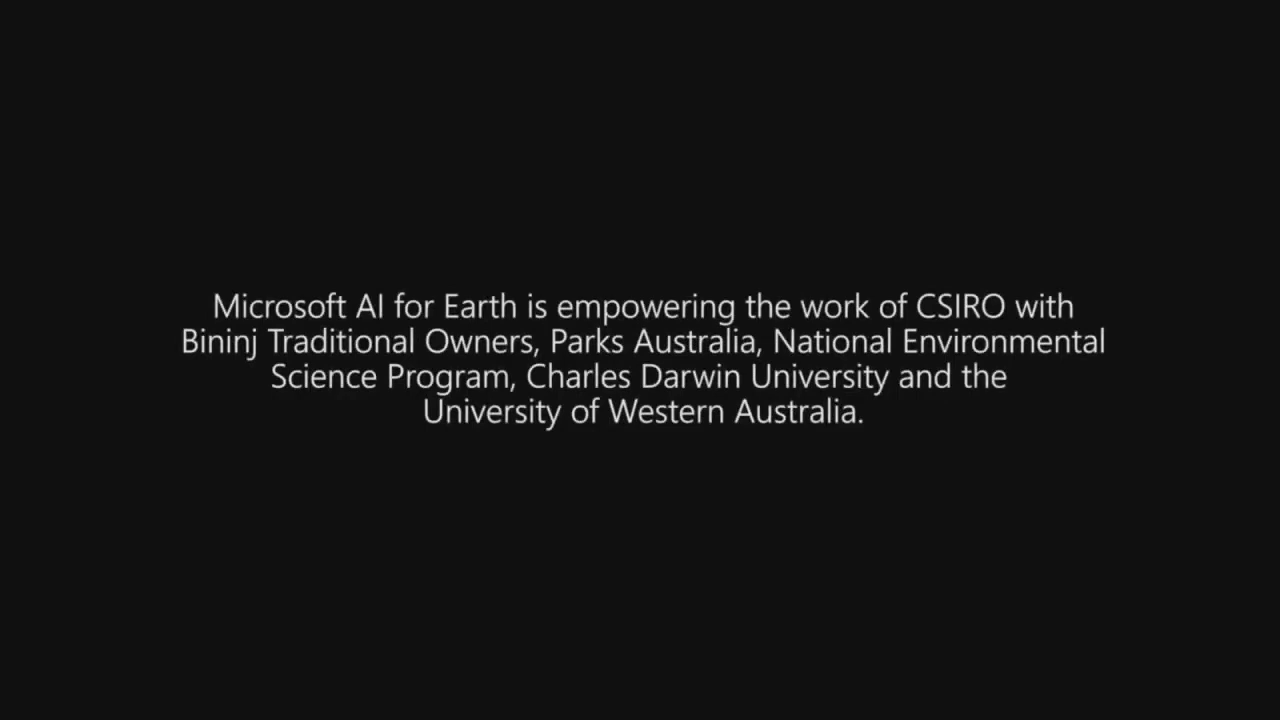 Microsoft AI for Earth is empowering the work of CSIRO with
Bininj Traditional Owners, Parks Australia, National Environmental
Science Program, Charles Darwin University and the
University of Western Australia.